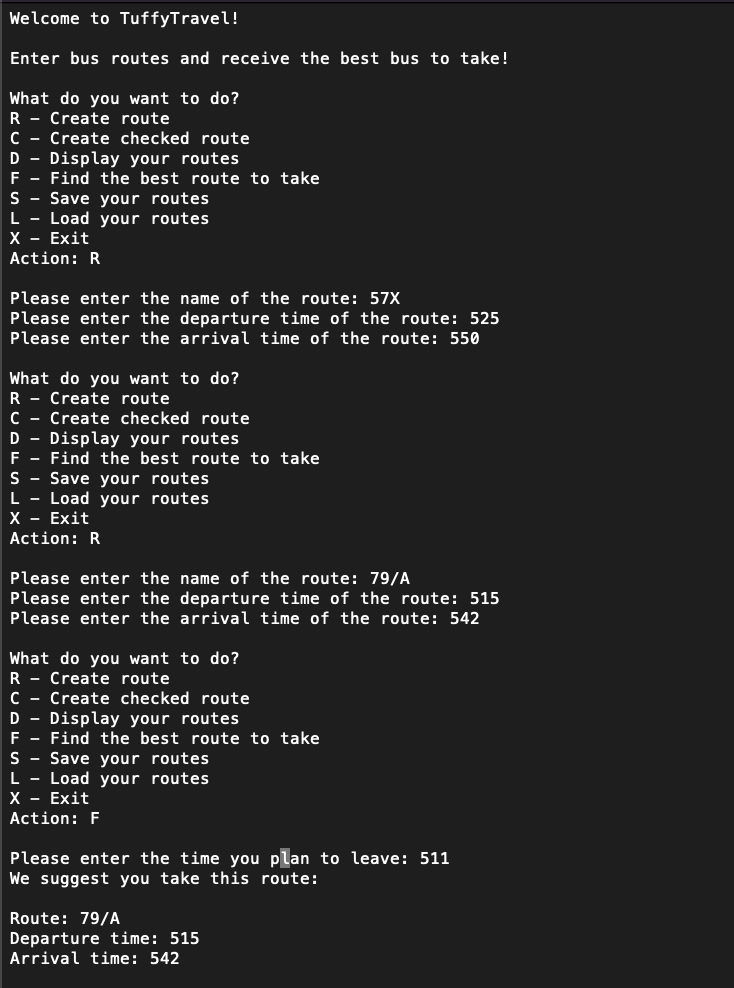 Welcome to TuffyTravel!
Enter bus routes and receive the best bus to take!
What do you want to do?
R – Create route
C – Create checked route
D – Display your routes
F – Find the best route to take
S – Save your routes
L – Load your routes
X – Exit
Action: R
Please enter the name of the route: 57X
Please enter the departure time of the route: 525
Please enter the arrival time of the route: 550
What do you want to do?
R – Create route
C – Create checked route
D – Display your routes
F – Find the best route to take
S – Save your routes
L – Load your routes
X – Exit
Action: R
Please enter the name of the route: 79/A
Please enter the departure time of the route: 515
Please enter the arrival time of the route: 542
What do you want to do?
R – Create route
C – Create checked route
D – Display your routes
F – Find the best route to take
S – Save your routes
L – Load your routes
X – Exit
Action: F
Please enter the time you plan to leave: 511
We suggest you take this route:
Route: 79/A
Departure time: 515
Arrival time: 542